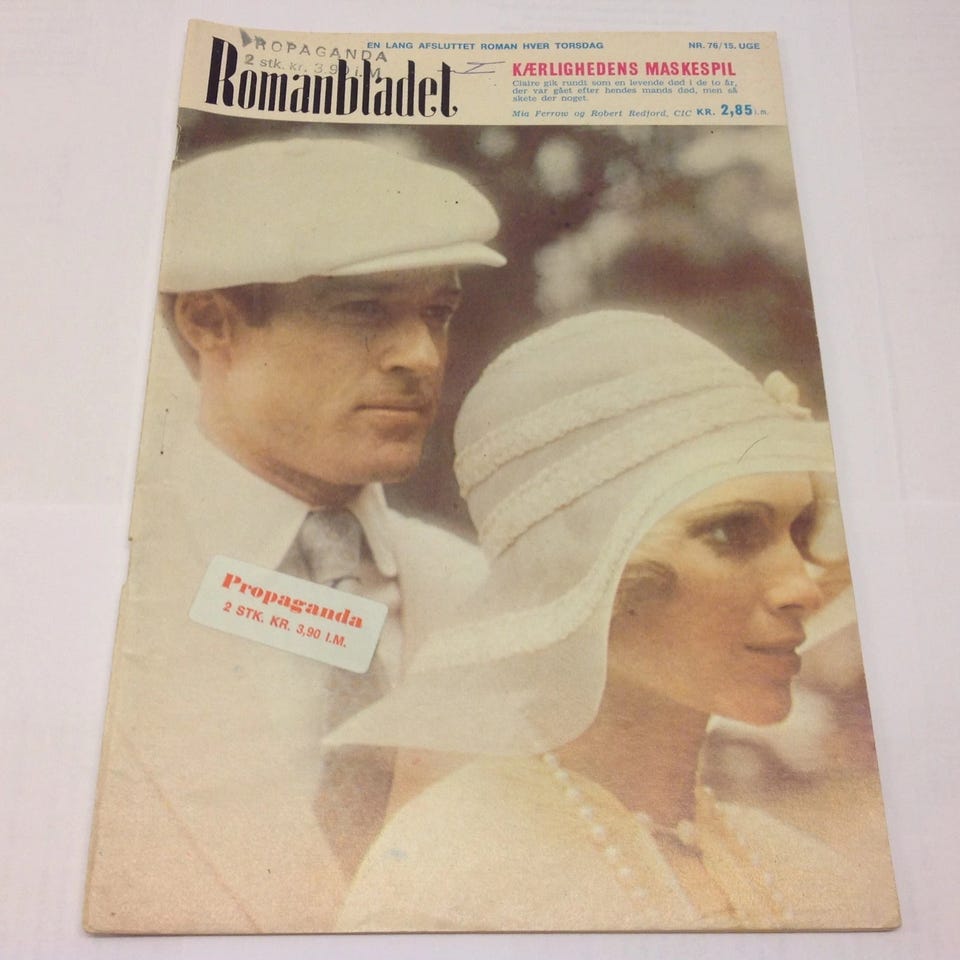 PROPAGANDA
2 stk. kr. 3.90 i.M.
EN LANG AFSLUTTET ROMAN HVER TORSDAG
NR. 76/15. UGE
Romanbladet
KÆRLIGHEDENS MASKESPIL
Claire gik rundt som en levende død i de to år,
der var gået efter hendes mands død, men så
skete der noget.
Mia Ferrow og Robert Redford, CIC KR. 2,85 i.m.
Propaganda
2 STK. KR. 3,90 I.M.